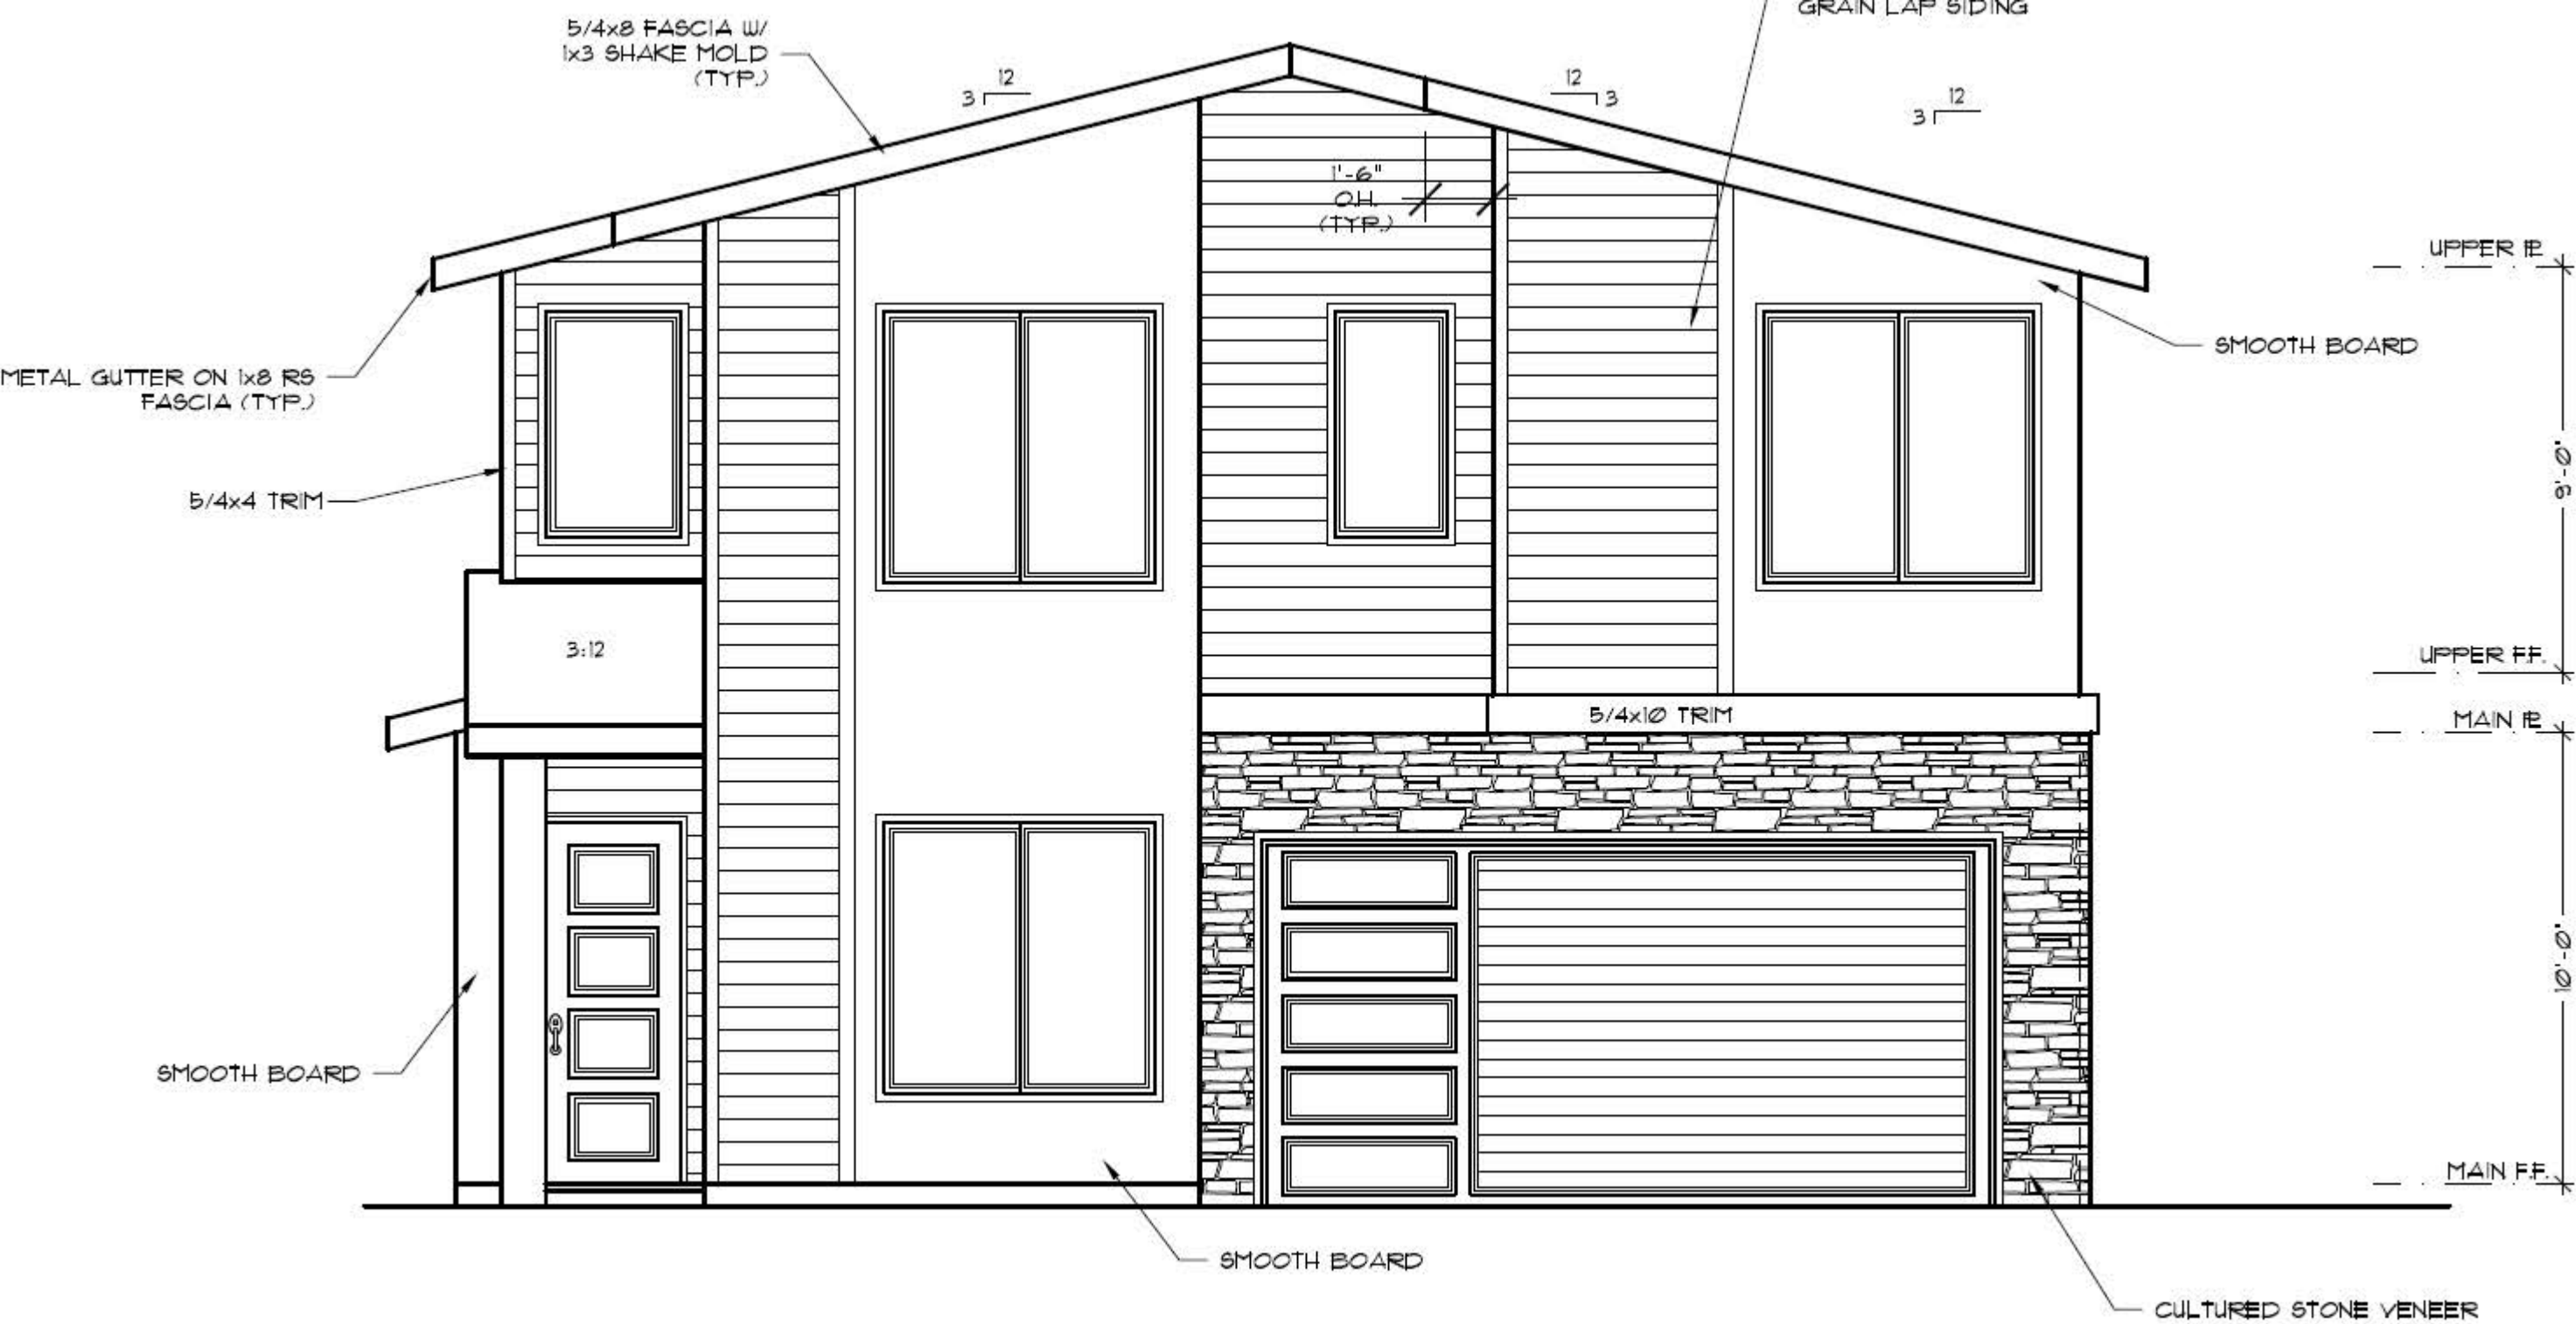 GRAIN LAP SIDING
5/4x8 FASCIA W/
1x3 SHAKE MOLD
(TYP.)
12
3
12
3
12
3
1'-6"
O.H.
(TYP.)
UPPER PL
SMOOTH BOARD
METAL GUTTER ON 1x8 RS
FASCIA (TYP.)
5/4x4 TRIM
9'-0"
3:12
UPPER F.F.
5/4x10 TRIM
MAIN PL
10'-0"
SMOOTH BOARD
MAIN F.F.
SMOOTH BOARD
CULTURED STONE VENEER